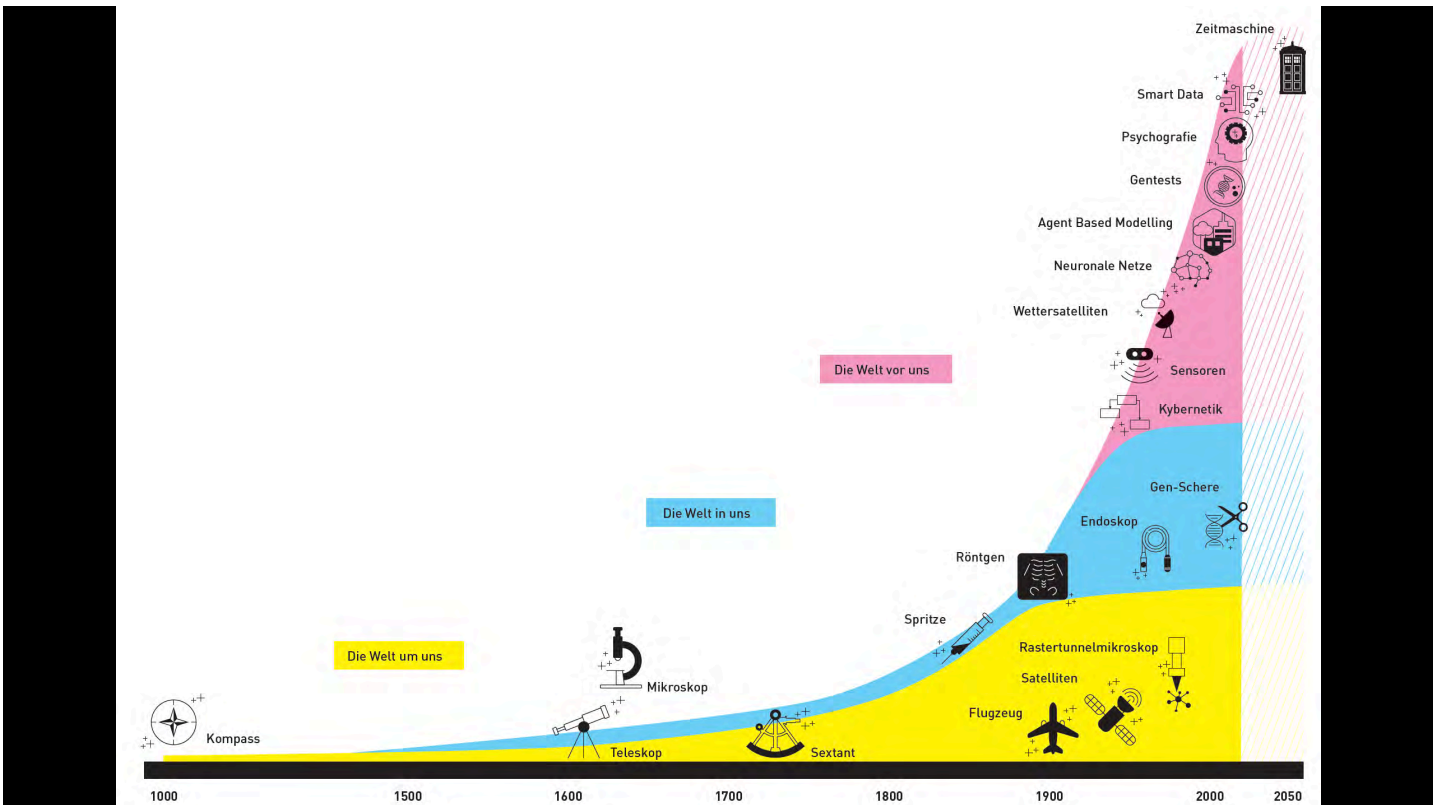 Zeitmaschine
Smart Data
Psychografie
Gentests
Agent Based Modelling
Neuronale Netze
Wettersatelliten
Die Welt vor uns
Sensoren
Kybernetik
Gen-Schere
Die Welt in uns
Endoskop
Röntgen
Spritze
Die Welt um uns
Rastertunnelmikroskop
Satelliten
Mikroskop
Flugzeug
Kompass
Teleskop
Sextant
1000 1500 1600 1700 1800 1900 2000 2050